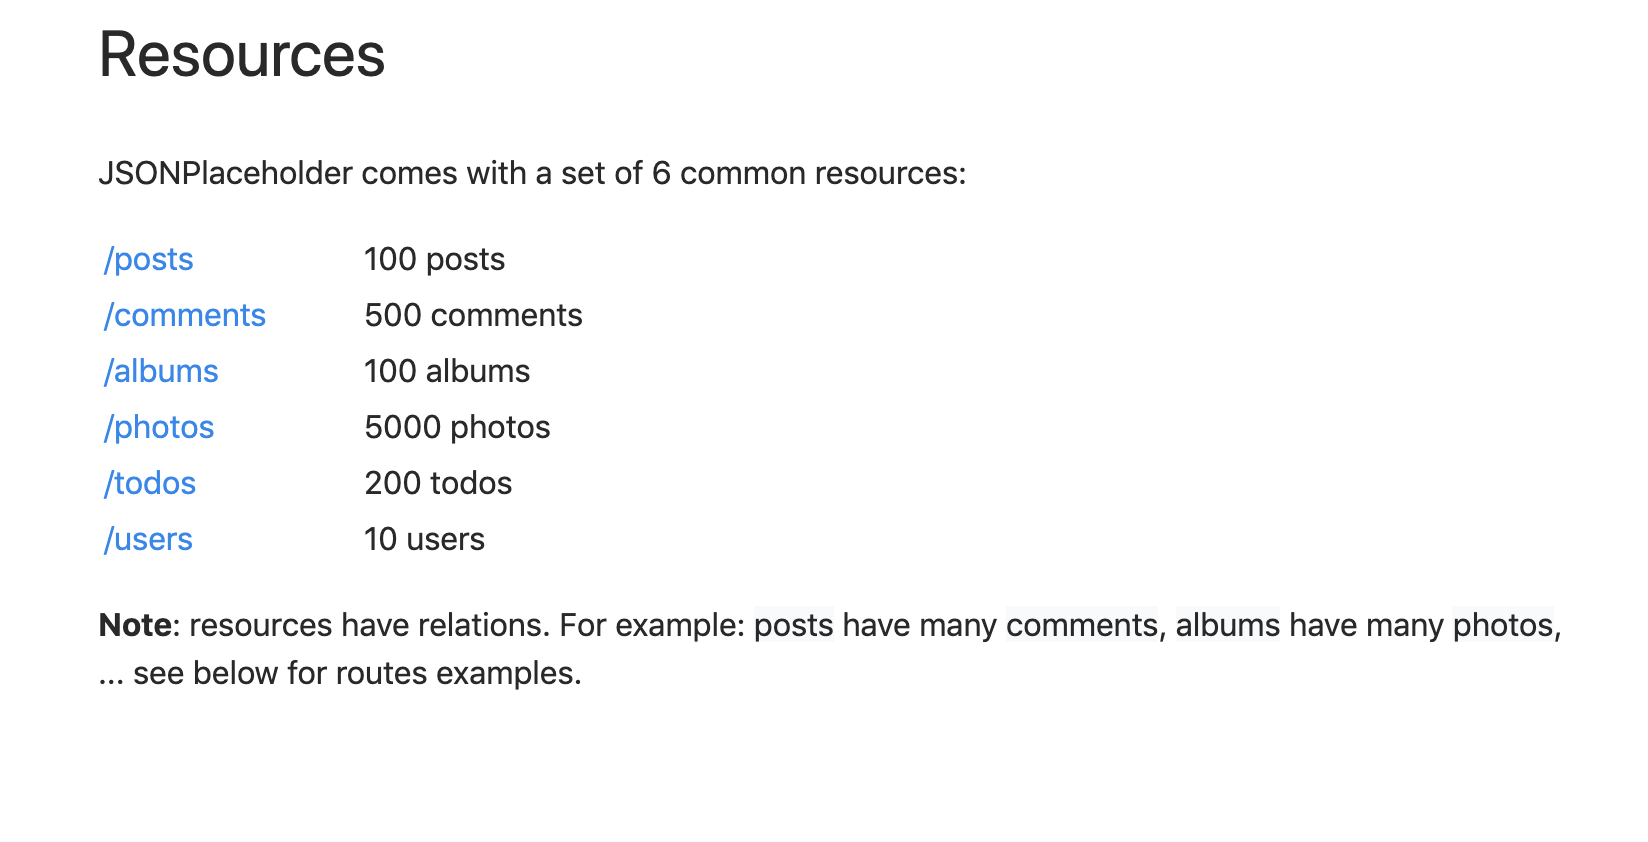 Resources
JSONPlaceholder comes with a set of 6 common resources:
/posts 100 posts
/comments 500 comments
/albums 100 albums
/photos 5000 photos
/todos 200 todos
/users 10 users
Note: resources have relations. For example: posts have many comments, albums have many photos,
... see below for routes examples.